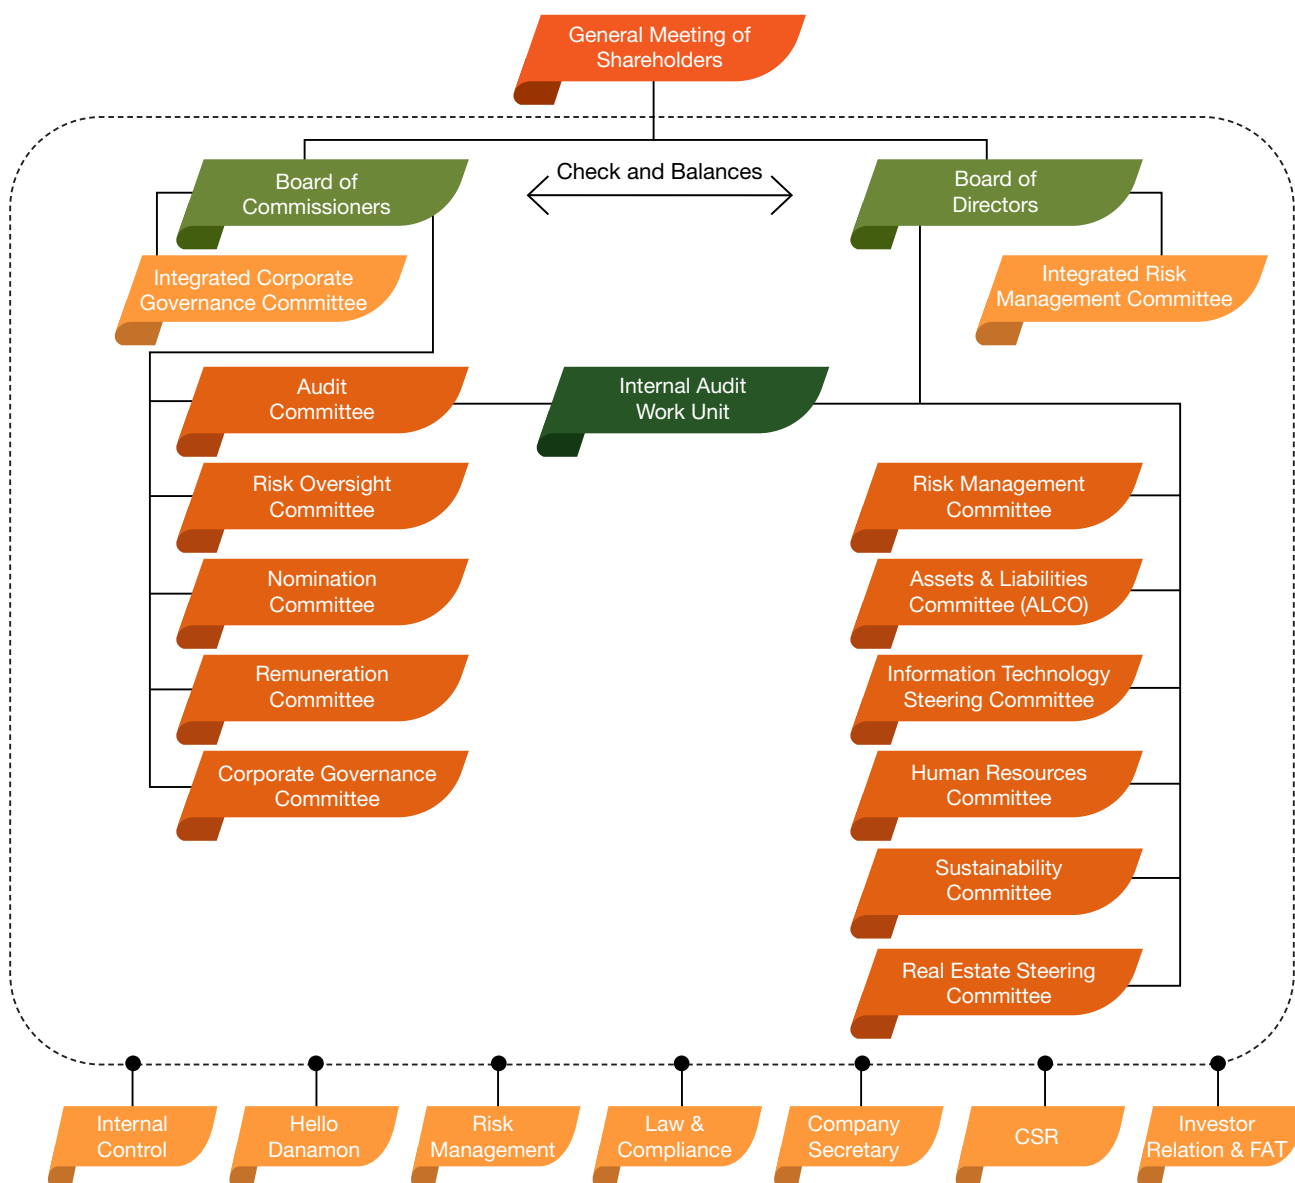 General Meeting of
Shareholders
Check and Balances
Board of
Commissioners
Board of
Directors
Integrated Corporate
Governance Committee
Integrated Risk
Management Committee
Audit
Committee
Internal Audit
Work Unit
Risk Oversight
Committee
Risk Management
Committee
Nomination
Committee
Assets & Liabilities
Committee (ALCO)
Remuneration
Committee
Information Technology
Steering Committee
Corporate Governance
Committee
Human Resources
Committee
Sustainability
Committee
Real Estate Steering
Committee
Internal
Control
Hello
Danamon
Risk
Management
Law &
Compliance
Company
Secretary
CSR
Investor
Relation & FAT